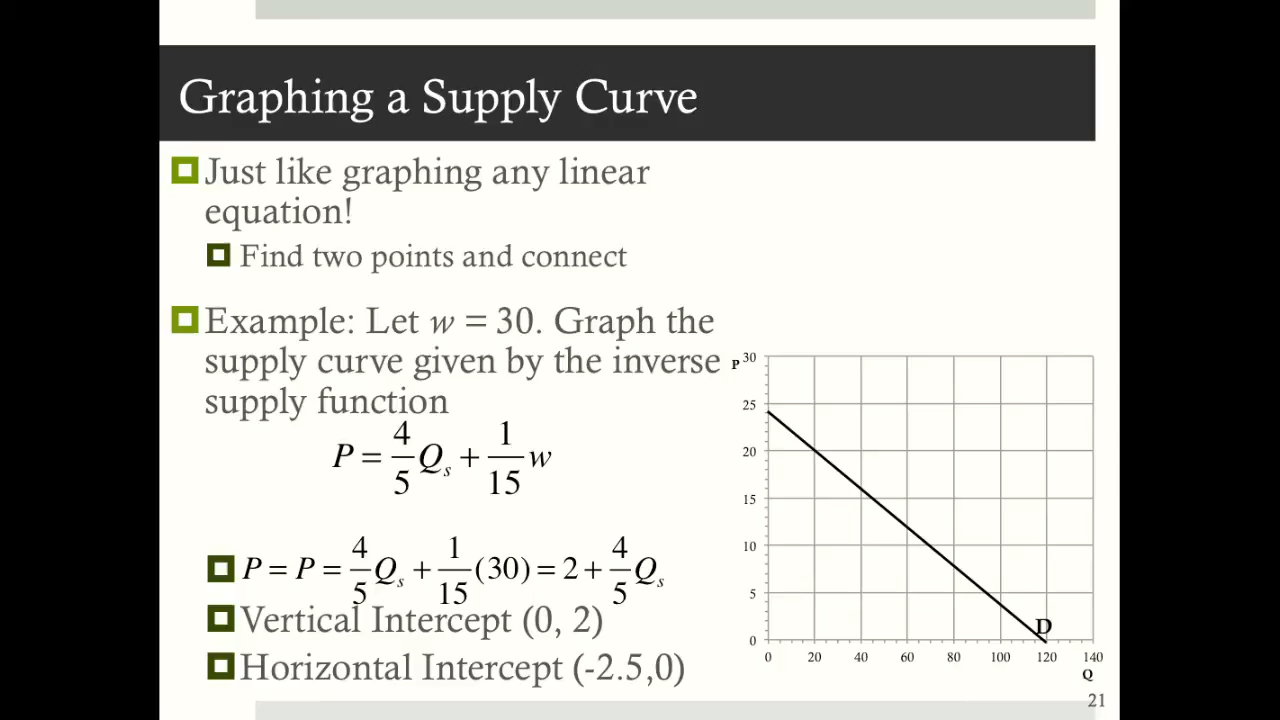 Graphing a Supply Curve
Just like graphing any linear
equation!
Find two points and connect
Example: Let w = 30. Graph the
supply curve given by the inverse
supply function
P = 4/5 Qₛ + 1/15 w
P = P = 4/5 Qₛ + 1/15 (30) = 2 + 4/5 Qₛ
Vertical Intercept (0, 2)
Horizontal Intercept (-2.5,0)
P
30
25
20
15
10
5
0
D
0 20 40 60 80 100 120 140
Q
21